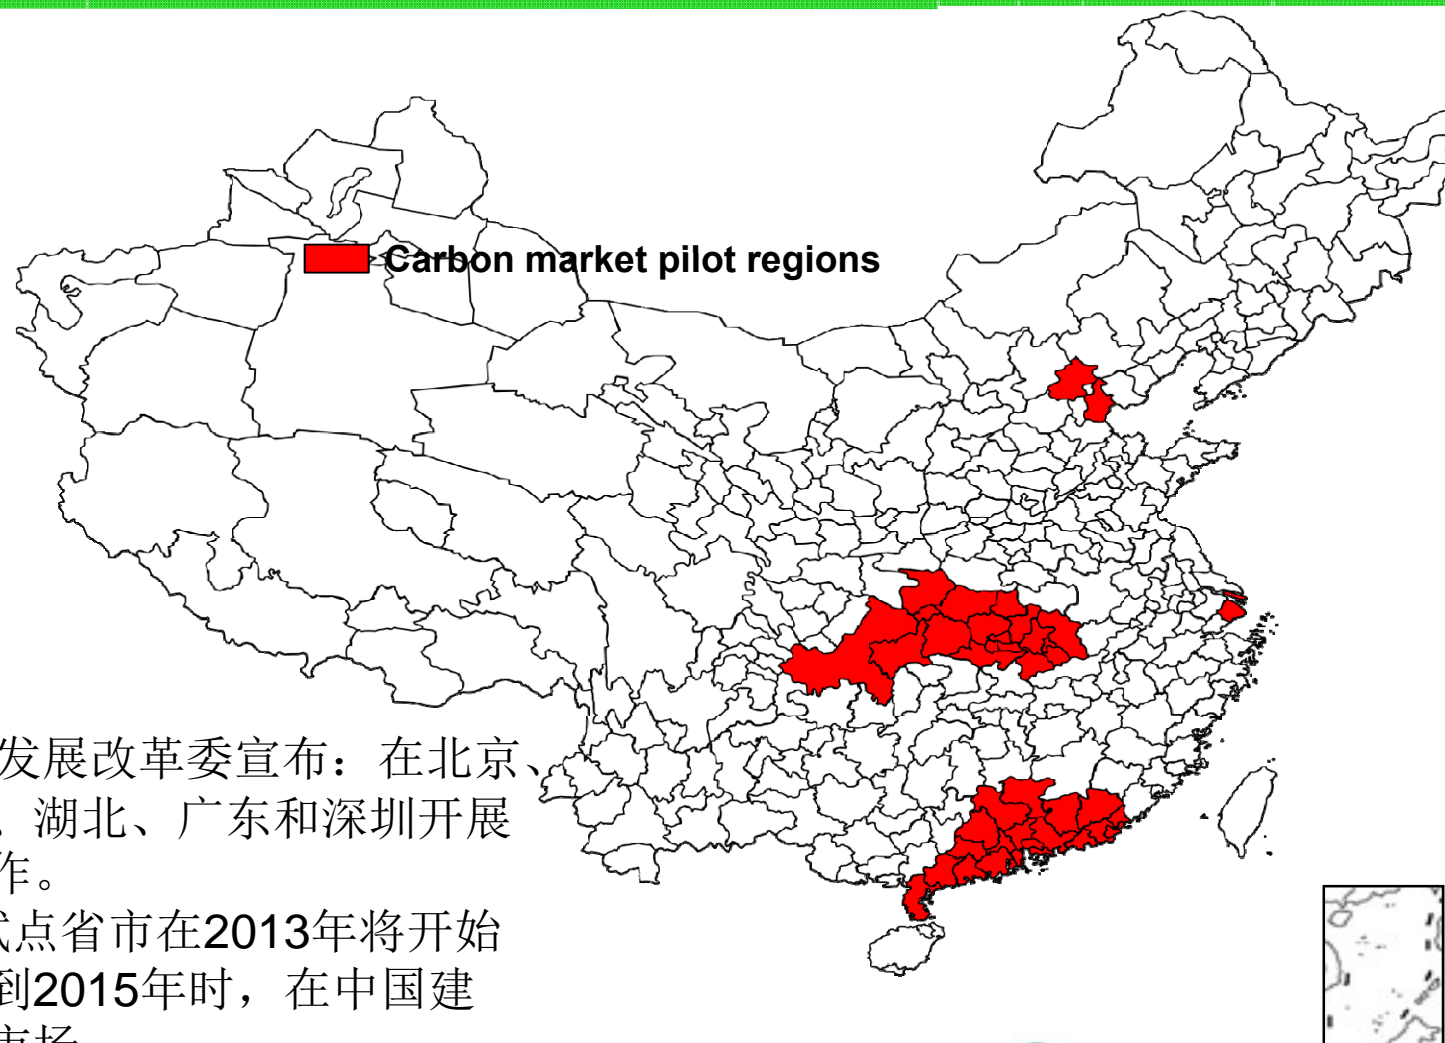 Carbon market pilot regions
发展改革委宣布：在北京、
湖北、广东和深圳开展
作。
点省市在2013年将开始
到2015年时，在中国建
市场